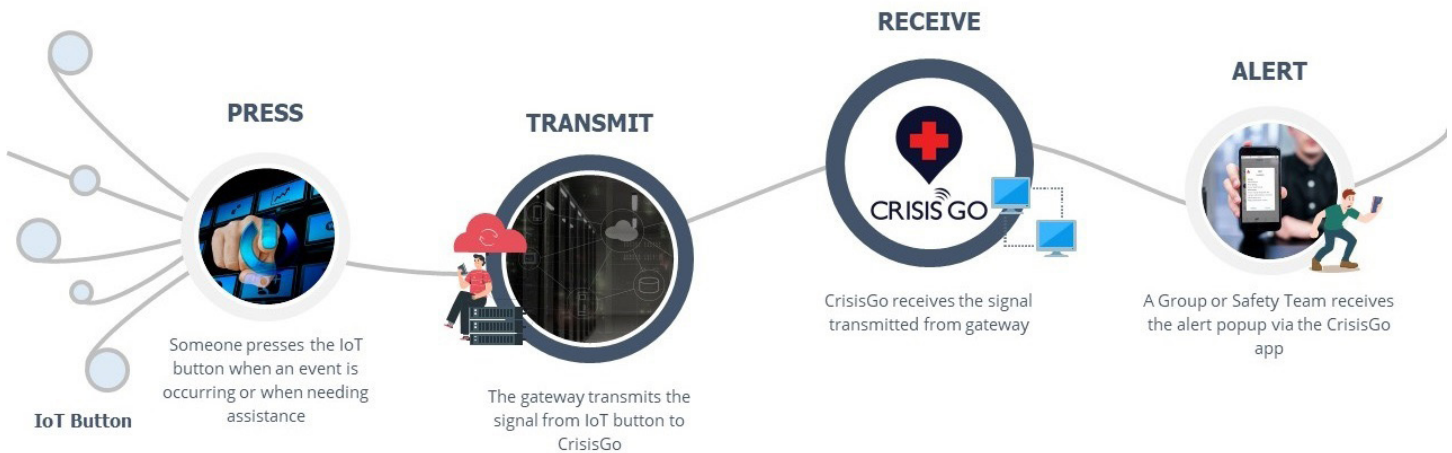 PRESS
Someone presses the IoT
button when an event is
occurring or when needing
assistance
IoT Button
TRANSMIT
The gateway transmits the
signal from IoT button to
CrisisGo
RECEIVE
CRISIS GO
CrisisGo receives the signal
transmitted from gateway
ALERT
A Group or Safety Team receives
the alert popup via the CrisisGo
app